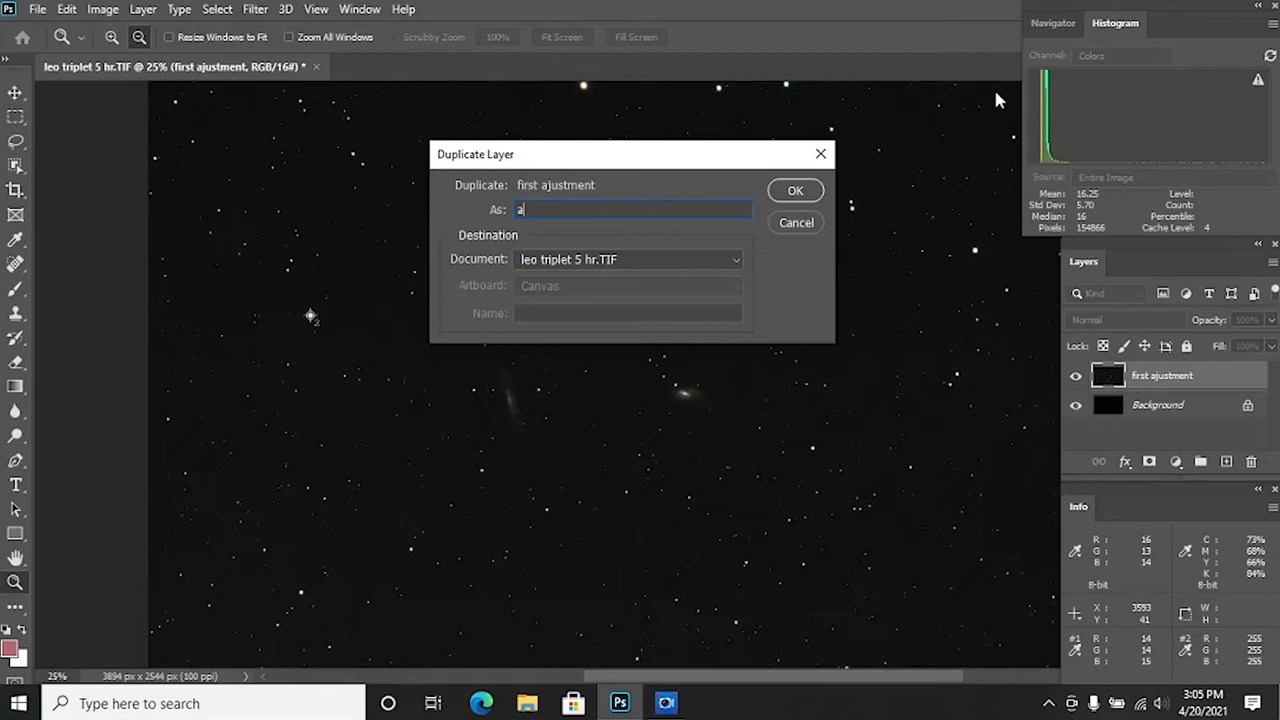 Ps File Edit Image Layer Type Select Filter 3D View Window Help
Resize Windows to Fit Zoom All Windows Scrubby Zoom 100% Fit Screen Fill Screen
leo triplet 5 hr.TIF @ 25% (first ajustment, RGB/16#) * ×
Navigator Histogram
Channel: Colors
Source: Entire Image
Mean: 16.25 Level:
Std Dev: 5.70 Count:
Median: 16 Percentile:
Pixels: 154866 Cache Level: 4
Duplicate Layer
Duplicate: first ajustment
As: a
OK
Cancel
Destination
Document: leo triplet 5 hr.TIF
Artboard: Canvas
Name:
2
Layers
Kind
Normal Opacity: 100%
Lock: Fill: 100%
first ajustment
Background
fx
Info
R: 16 C: 73%
G: 13 M: 68%
B: 14 Y: 66%
K: 84%
8-bit 8-bit
X: 3593 W:
Y: 41 H:
#1 R: 14 #2 R: 255
G: 14 G: 255
B: 15 B: 255
25% 3894 px x 2544 px (100 ppi)
Type here to search
Ps
3:05 PM
4/20/2021